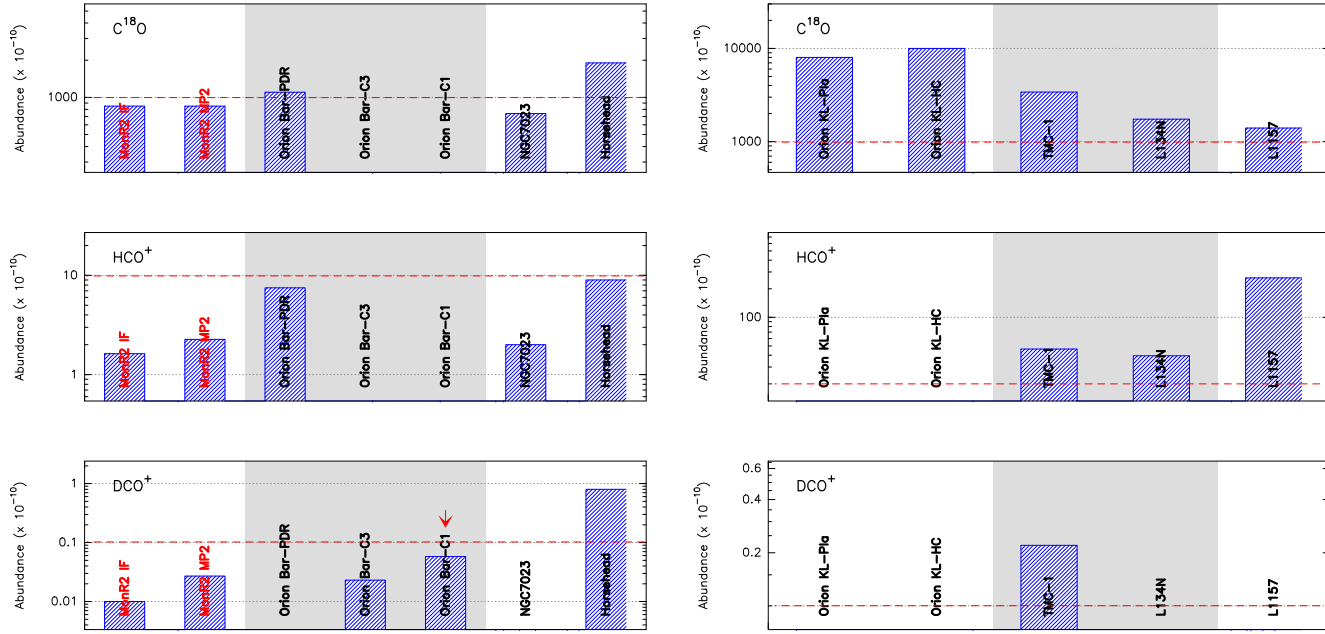 C18O
Abundance (x 10−10)
1000
MonR2 IF
MonR2 MP2
Orion Bar−PDR
Orion Bar−C3
Orion Bar−C1
NGC7023
Horsehead
C18O
Abundance (x 10−10)
10000
1000
Orion KL−Pla
Orion KL−HC
TMC−1
L134N
L1157
HCO+
Abundance (x 10−10)
10
1
MonR2 IF
MonR2 MP2
Orion Bar−PDR
Orion Bar−C3
Orion Bar−C1
NGC7023
Horsehead
HCO+
Abundance (x 10−10)
100
Orion KL−Pla
Orion KL−HC
TMC−1
L134N
L1157
DCO+
Abundance (x 10−10)
1
0.1
0.01
MonR2 IF
MonR2 MP2
Orion Bar−PDR
Orion Bar−C3
Orion Bar−C1
NGC7023
Horsehead
DCO+
Abundance (x 10−10)
0.6
0.4
0.2
Orion KL−Pla
Orion KL−HC
TMC−1
L134N
L1157